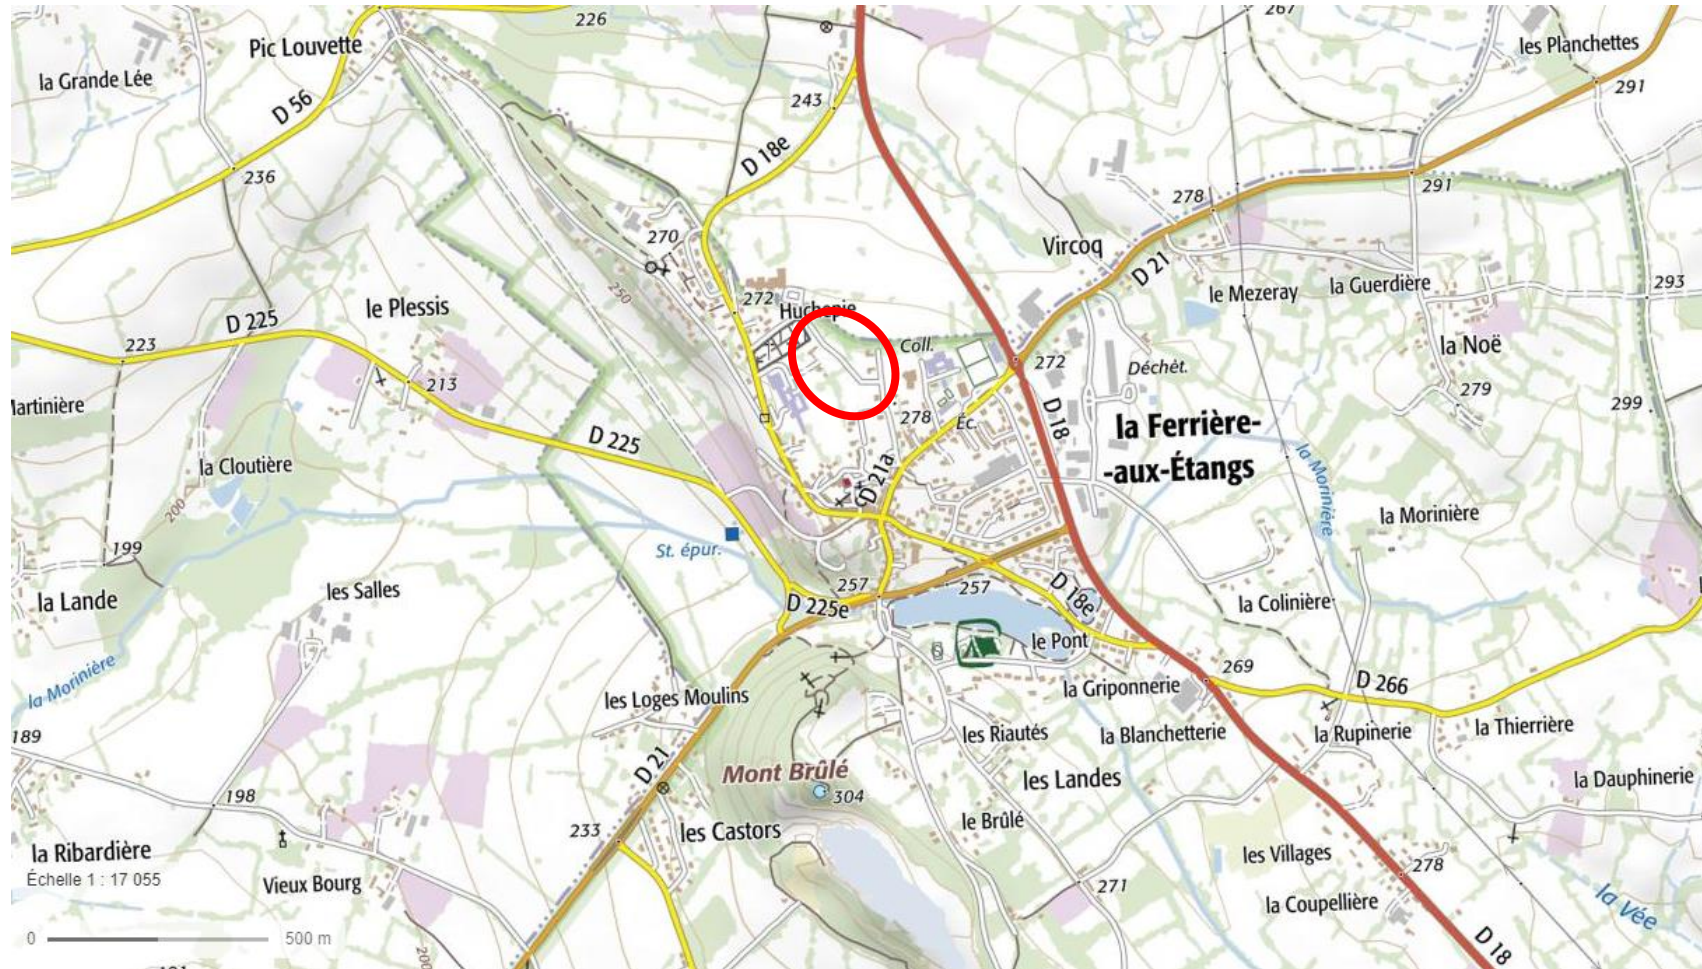 226
267
Pic Louvette
les Planchettes
la Grande Lée
291
D 56
243
D 18e
236
291
278
270
Vircoq
D 21
250
272
293
le Mezeray
la Guerdière
le Plessis
Huchepie
D 225
223
Coll.
272
la Noë
Déchèt.
213
279
299
278
D 18
Éc.
la Ferrière-
-aux-Étangs
D 225
la Cloutière
D 21a
la Morinière
200
la Morinière
199
St. épur.
257
257
les Salles
la Lande
D 225e
D 18e
la Colinière
le Pont
269
la Morinière
la Griponnerie
D 266
les Loges Moulins
189
les Riautés
la Blanchetterie
la Rupinerie
la Thierrière
D 21
Mont Brûlé
les Landes
la Dauphinerie
198
304
233
les Castors
le Brûlé
la Ribardière
les Villages
278
Échelle 1 : 17 055
Vieux Bourg
271
la Coupellière
la Vée
0
500 m
200
D 18